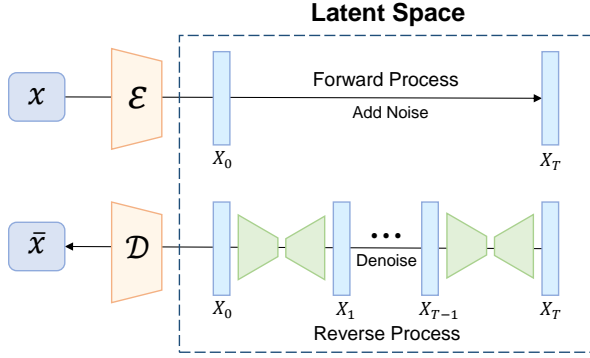 Latent Space
x
ℰ
Forward Process
Add Noise
X_0
X_T
x̄
𝒟
...
Denoise
X_0
X_1
X_{T−1}
X_T
Reverse Process